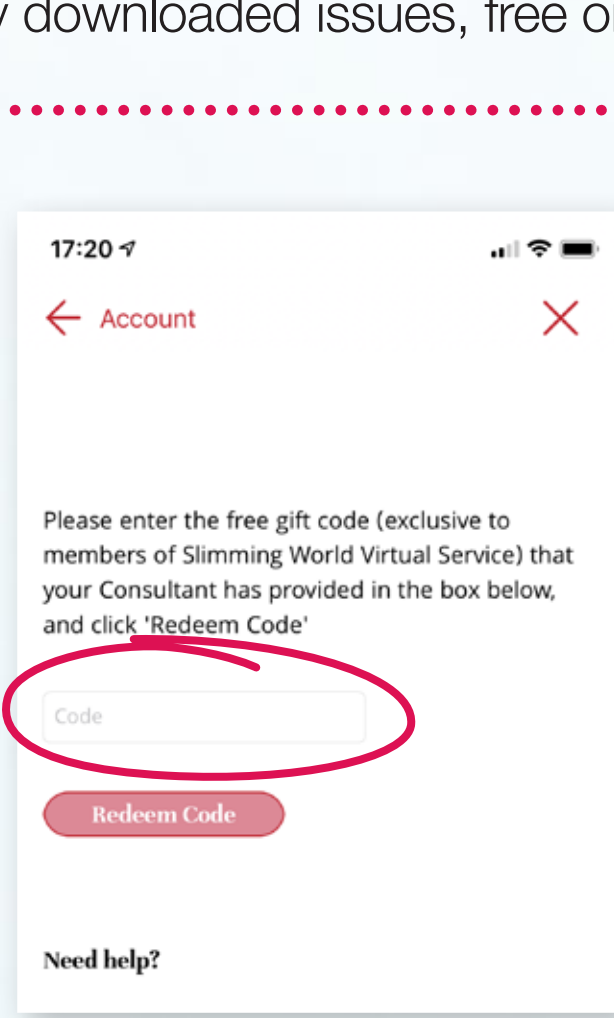 downloaded issues, free
17:20
Account
Please enter the free gift code (exclusive to
members of Slimming World Virtual Service) that
your Consultant has provided in the box below,
and click 'Redeem Code'
Code
Redeem Code
Need help?